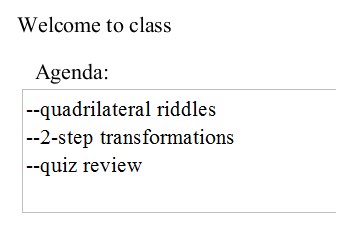 Welcome to class
Agenda:
--quadrilateral riddles
--2-step transformations
--quiz review